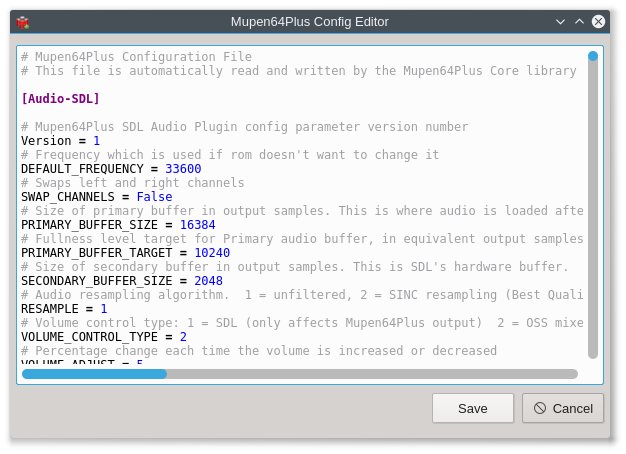 Mupen64Plus Config Editor
# Mupen64Plus Configuration File
# This file is automatically read and written by the Mupen64Plus Core library
[Audio-SDL]
# Mupen64Plus SDL Audio Plugin config parameter version number
Version = 1
# Frequency which is used if rom doesn't want to change it
DEFAULT_FREQUENCY = 33600
# Swaps left and right channels
SWAP_CHANNELS = False
# Size of primary buffer in output samples. This is where audio is loaded afte
PRIMARY_BUFFER_SIZE = 16384
# Fullness level target for Primary audio buffer, in equivalent output samples
PRIMARY_BUFFER_TARGET = 10240
# Size of secondary buffer in output samples. This is SDL's hardware buffer.
SECONDARY_BUFFER_SIZE = 2048
# Audio resampling algorithm.  1 = unfiltered, 2 = SINC resampling (Best Quali
RESAMPLE = 1
# Volume control type: 1 = SDL (only affects Mupen64Plus output)  2 = OSS mixe
VOLUME_CONTROL_TYPE = 2
# Percentage change each time the volume is increased or decreased
VOLUME_ADJUST = 5
Save
Cancel